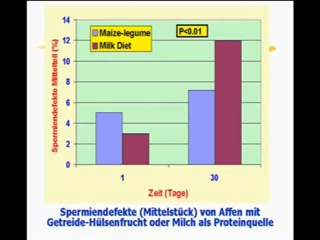 14
12
10
8
6
4
2
0
Maize-legume
Milk Diet
P<0.01
Spermiendefekte Mittelteil (%)
1
30
Zeit (Tage)
Spermiendefekte (Mittelstück) von Affen mit
Getreide-Hülsenfrucht oder Milch als Proteinquelle